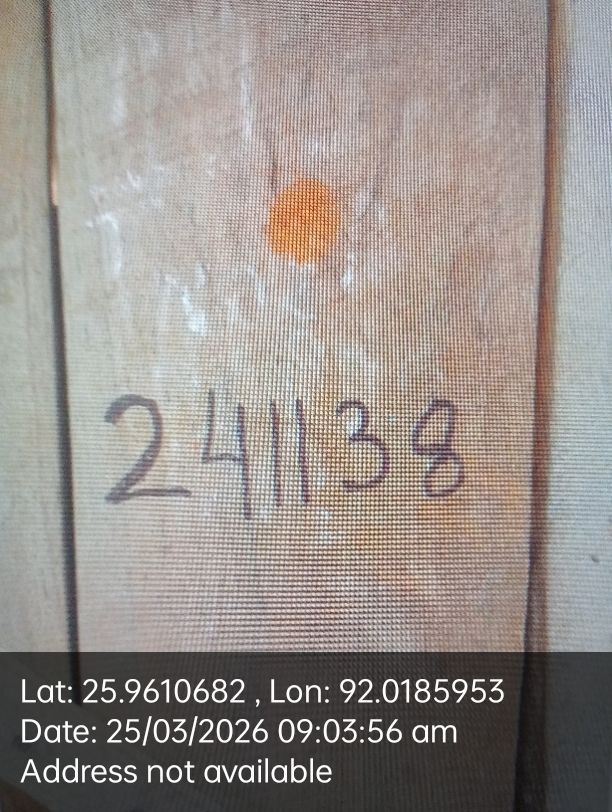 241138
Lat: 25.9610682 , Lon: 92.0185953
Date: 25/03/2026 09:03:56 am
Address not available